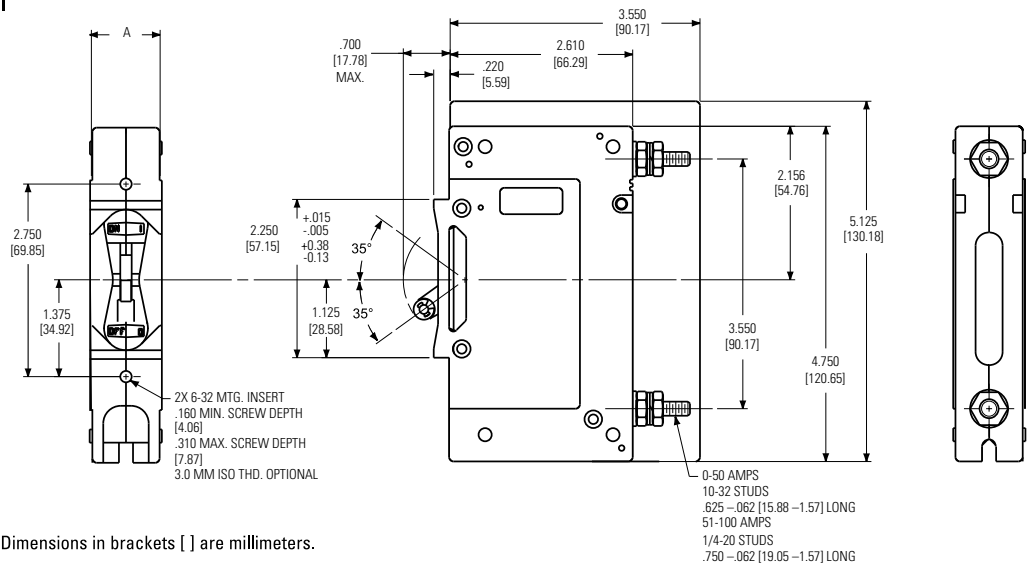 A
2.750
[69.85]
1.375
[34.92]
ON I
OFF O
2X 6-32 MTG. INSERT
.160 MIN. SCREW DEPTH
[4.06]
.310 MAX. SCREW DEPTH
[7.87]
3.0 MM ISO THD. OPTIONAL
3.550
[90.17]
.700
[17.78]
MAX.
2.610
[66.29]
.220
[5.59]
2.250
[57.15]
+.015
-.005
+0.38
-0.13
35°
35°
1.125
[28.58]
2.156
[54.76]
5.125
[130.18]
3.550
[90.17]
4.750
[120.65]
0-50 AMPS
10-32 STUDS
.625 –.062 [15.88 –1.57] LONG
51-100 AMPS
1/4-20 STUDS
.750 –.062 [19.05 –1.57] LONG
Dimensions in brackets [ ] are millimeters.